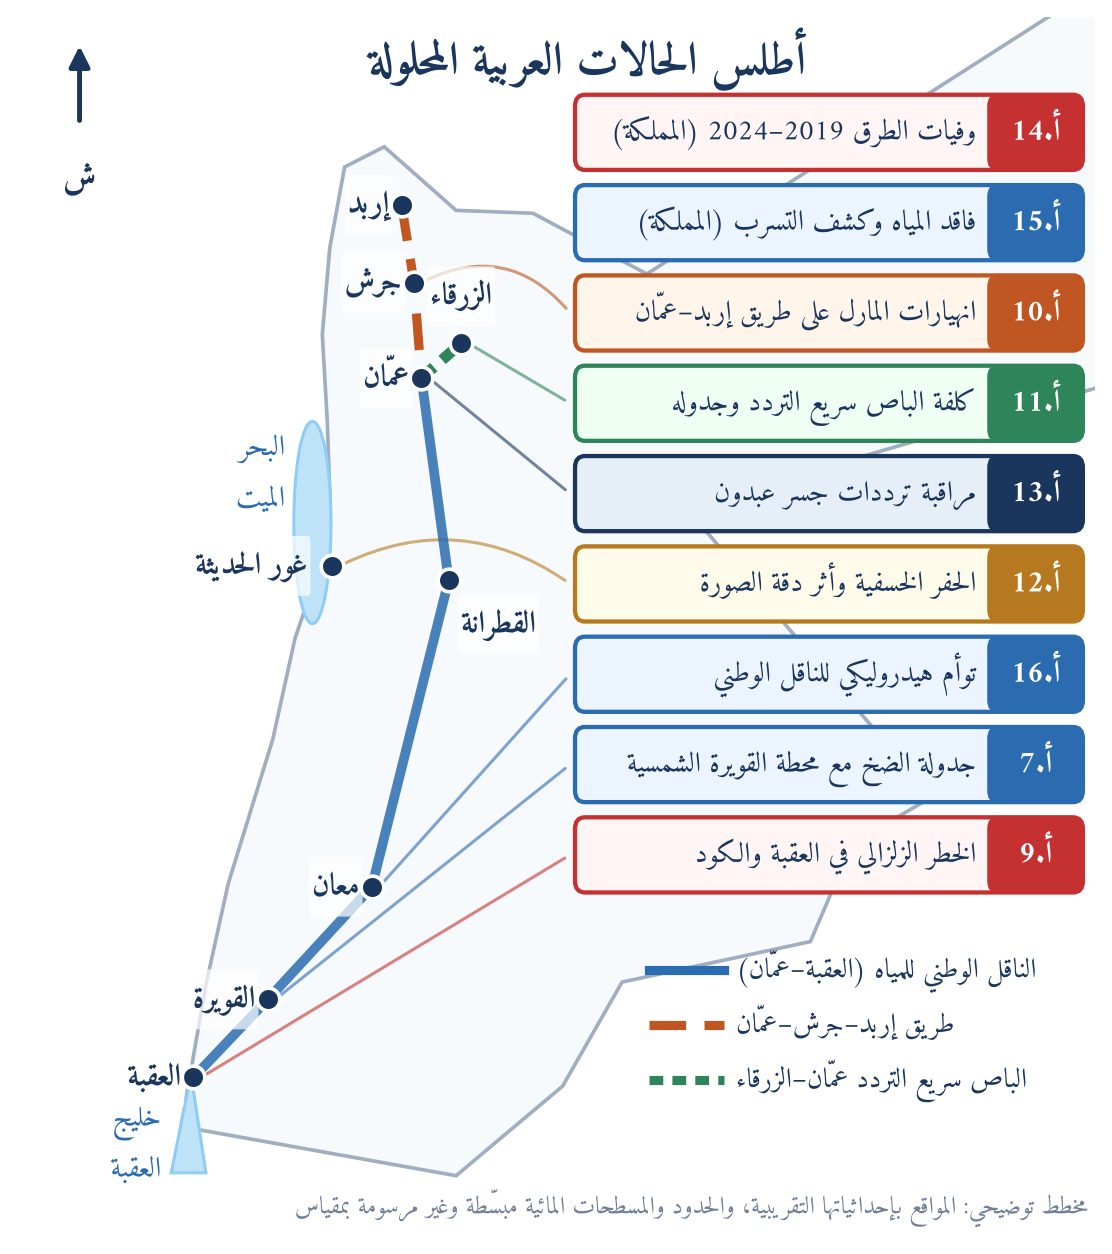 أطلس الحالات العربية المحلولة
ش
أ.14 وفيات الطرق 2019–2024 (المملكة)
أ.15 فاقد المياه وكشف التسرب (المملكة)
أ.10 انهيارات المارل على طريق إربد–عمّان
أ.11 كلفة الباص سريع التردد وجدوله
أ.13 مراقبة ترددات جسر عبدون
أ.12 الحفر الخسفية وأثر دقة الصورة
أ.16 توأم هيدروليكي للناقل الوطني
أ.7 جدولة الضخ مع محطة القويرة الشمسية
أ.9 الخطر الزلزالي في العقبة والكود
إربد
جرش
الزرقاء
عمّان
البحر
الميت
غور الحديثة
القطرانة
معان
القويرة
العقبة
خليج
العقبة
الناقل الوطني للمياه (العقبة–عمّان)
طريق إربد–جرش–عمّان
الباص سريع التردد عمّان–الزرقاء
مخطط توضيحي: المواقع بإحداثياتها التقريبية، والحدود والمسطحات المائية مبسّطة وغير مرسومة بمقياس